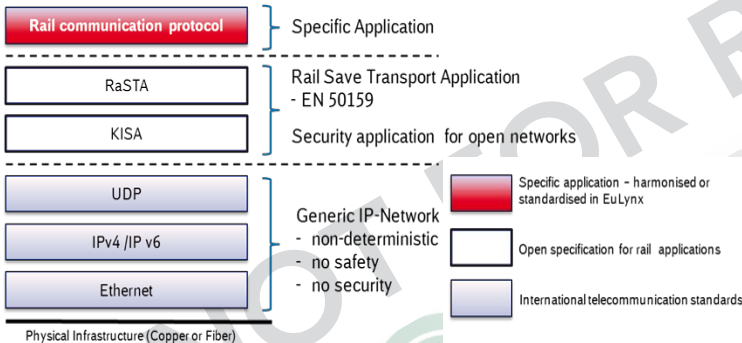 Rail communication protocol
Specific Application
RaSTA
Rail Save Transport Application
- EN 50159
KISA
Security application for open networks
UDP
IPv4 /IP v6
Ethernet
Generic IP-Network
- non-deterministic
- no safety
- no security
Physical Infrastructure (Copper or Fiber)
Specific application – harmonised or
standardised in EuLynx
Open specification for rail applications
International telecommunication standards
NOT FOR